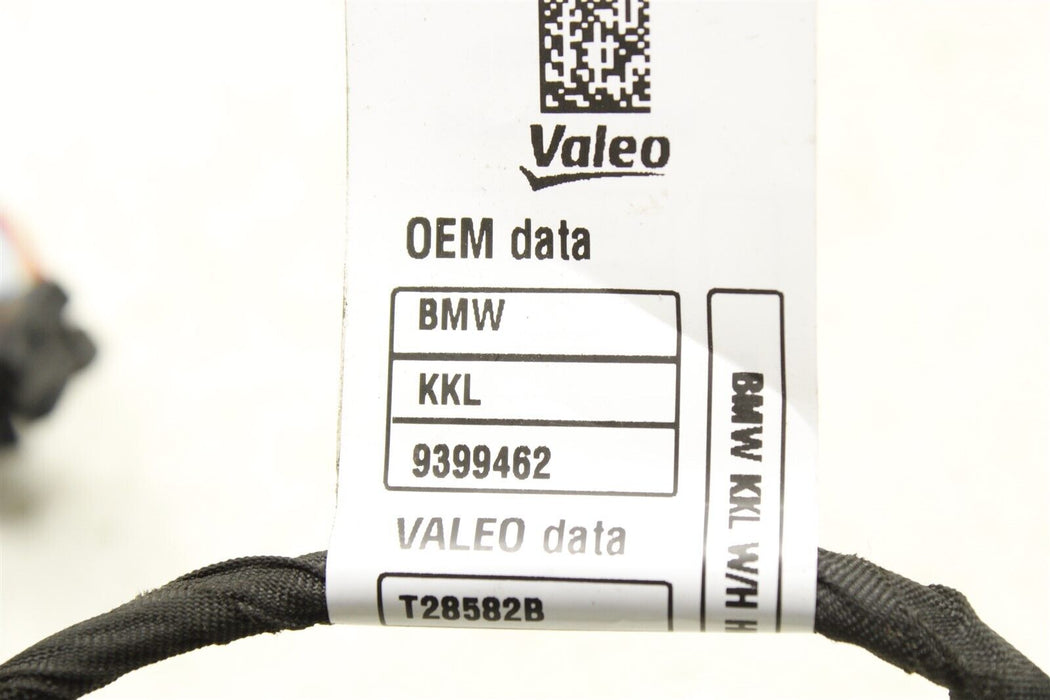 Valeo
OEM data
BMW
KKL
9399462
VALEO data
T28582B
BMW KKL W/H H